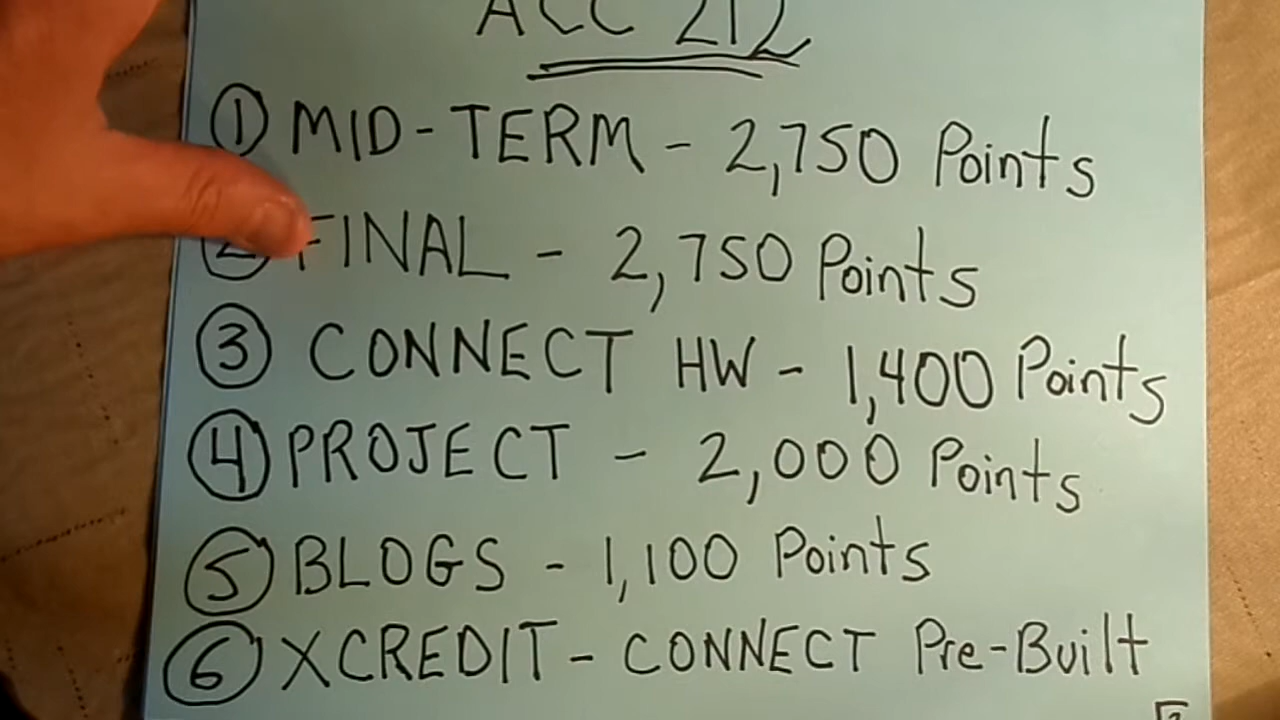 ACC 212
① MID-TERM - 2,750 Points
② FINAL - 2,750 Points
③ CONNECT HW - 1,400 Points
④ PROJECT - 2,000 Points
⑤ BLOGS - 1,100 Points
⑥ XCREDIT - CONNECT Pre-Built